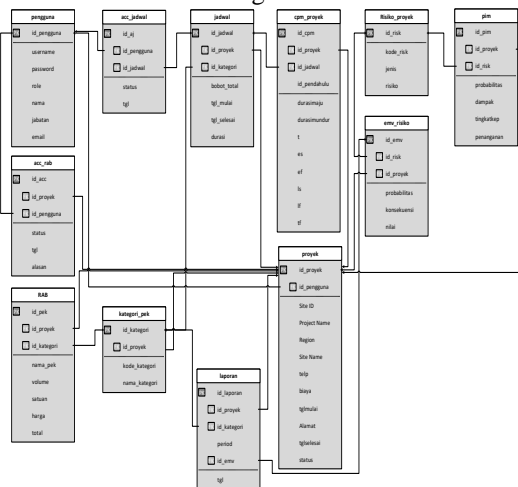 pengguna
id_pengguna
username
password
role
nama
jabatan
email
acc_jadwal
id_aj
id_pengguna
id_jadwal
status
tgl
jadwal
id_jadwal
id_proyek
id_kategori
bobot_total
tgl_mulai
tgl_selesai
durasi
cpm_proyek
id_cpm
id_proyek
id_jadwal
id_pendahulu
durasimaju
durasimundur
t
es
ef
ls
lf
tf
Risiko_proyek
id_risk
kode_risk
jenis
risiko
pim
id_pim
id_proyek
id_risk
probabilitas
dampak
tingkatkep
penanganan
emv_risiko
id_emv
id_risk
id_proyek
probabilitas
konsekuensi
nilai
acc_rab
id_acc
id_proyek
id_pengguna
status
tgl
alasan
proyek
id_proyek
id_pengguna
Site ID
Project Name
Region
Site Name
telp
biaya
tglmulai
Alamat
tglselesai
status
RAB
id_pek
id_proyek
id_kategori
nama_pek
volume
satuan
harga
total
kategori_pek
id_kategori
id_proyek
kode_kategori
nama_kategori
laporan
id_laporan
id_proyek
id_kategori
period
id_emv
tgl